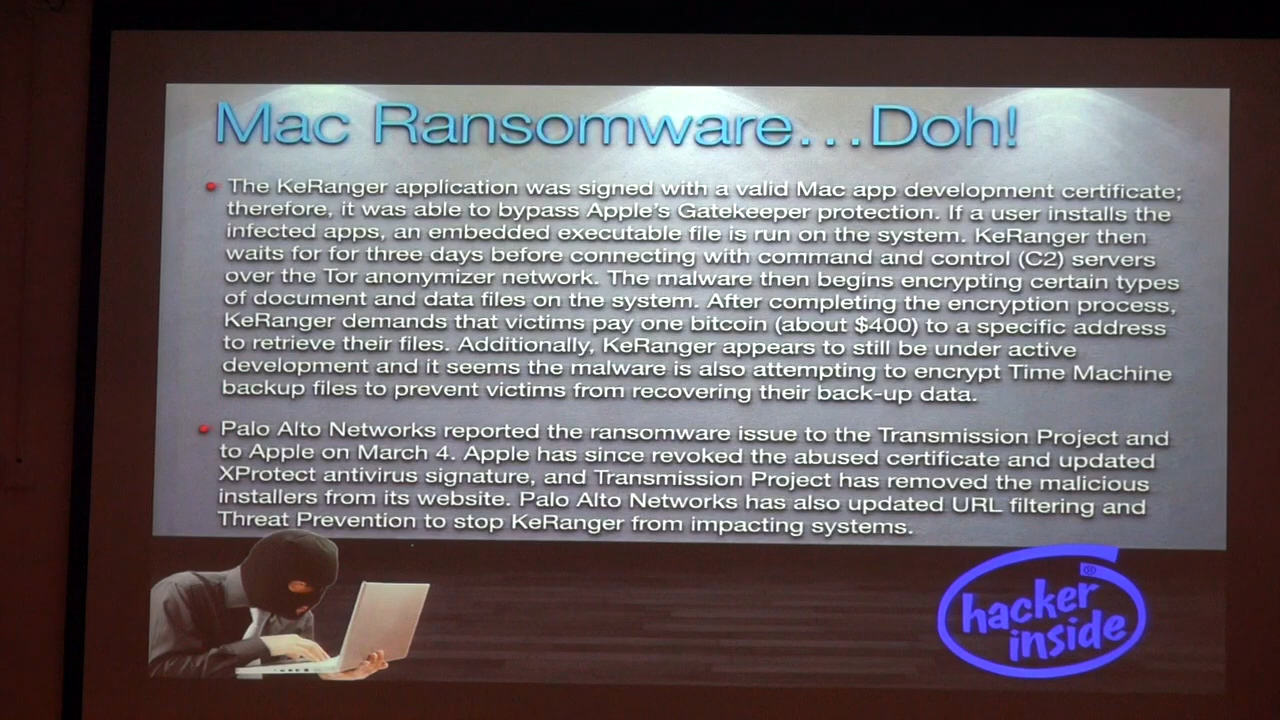 Mac Ransomware...Doh!
The KeRanger application was signed with a valid Mac app development certificate;
therefore, it was able to bypass Apple's Gatekeeper protection. If a user installs the
infected apps, an embedded executable file is run on the system. KeRanger then
waits for for three days before connecting with command and control (C2) servers
over the Tor anonymizer network. The malware then begins encrypting certain types
of document and data files on the system. After completing the encryption process,
KeRanger demands that victims pay one bitcoin (about $400) to a specific address
to retrieve their files. Additionally, KeRanger appears to still be under active
development and it seems the malware is also attempting to encrypt Time Machine
backup files to prevent victims from recovering their back-up data.
Palo Alto Networks reported the ransomware issue to the Transmission Project and
to Apple on March 4. Apple has since revoked the abused certificate and updated
XProtect antivirus signature, and Transmission Project has removed the malicious
installers from its website. Palo Alto Networks has also updated URL filtering and
Threat Prevention to stop KeRanger from impacting systems.
®
hacker
inside